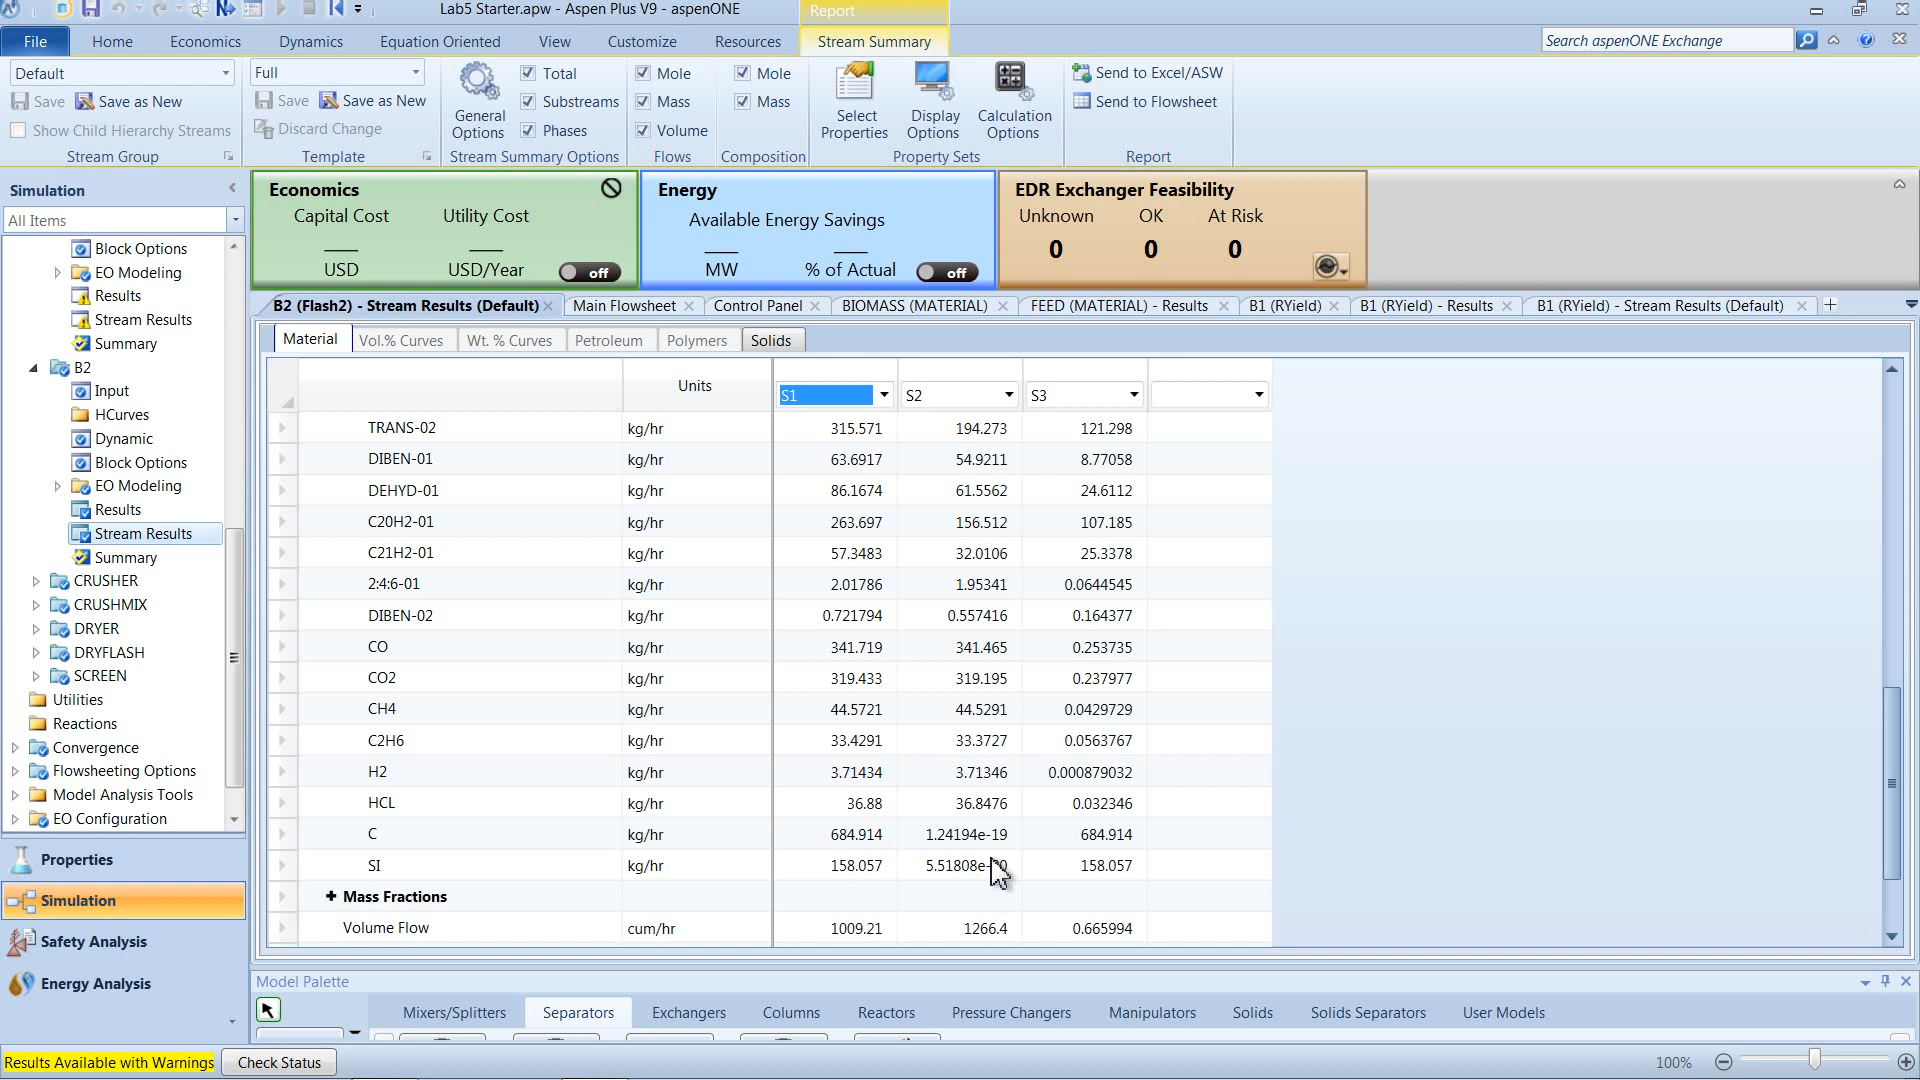 Lab5 Starter.apw - Aspen Plus V9 - aspenONE
Report
File Home Economics Dynamics Equation Oriented View Customize Resources Stream Summary
Search aspenONE Exchange
Default
Save Save as New
Show Child Hierarchy Streams
Stream Group
Full
Save Save as New
Discard Change
Template
General Options
Total
Substreams
Phases
Stream Summary Options
Mole
Mass
Volume
Flows
Mole
Mass
Composition
Select Properties
Display Options
Calculation Options
Property Sets
Send to Excel/ASW
Send to Flowsheet
Report
Simulation
All Items
Block Options
EO Modeling
Results
Stream Results
Summary
B2
Input
HCurves
Dynamic
Block Options
EO Modeling
Results
Stream Results
Summary
CRUSHER
CRUSHMIX
DRYER
DRYFLASH
SCREEN
Utilities
Reactions
Convergence
Flowsheeting Options
Model Analysis Tools
EO Configuration
Properties
Simulation
Safety Analysis
Energy Analysis
Economics
Capital Cost Utility Cost
USD USD/Year off
Energy
Available Energy Savings
MW % of Actual off
EDR Exchanger Feasibility
Unknown OK At Risk
0 0 0
B2 (Flash2) - Stream Results (Default) Main Flowsheet Control Panel BIOMASS (MATERIAL) FEED (MATERIAL) - Results B1 (RYield) B1 (RYield) - Results B1 (RYield) - Stream Results (Default)
Material Vol.% Curves Wt. % Curves Petroleum Polymers Solids
Units S1 S2 S3
TRANS-02 kg/hr 315.571 194.273 121.298
DIBEN-01 kg/hr 63.6917 54.9211 8.77058
DEHYD-01 kg/hr 86.1674 61.5562 24.6112
C20H2-01 kg/hr 263.697 156.512 107.185
C21H2-01 kg/hr 57.3483 32.0106 25.3378
2:4:6-01 kg/hr 2.01786 1.95341 0.0644545
DIBEN-02 kg/hr 0.721794 0.557416 0.164377
CO kg/hr 341.719 341.465 0.253735
CO2 kg/hr 319.433 319.195 0.237977
CH4 kg/hr 44.5721 44.5291 0.0429729
C2H6 kg/hr 33.4291 33.3727 0.0563767
H2 kg/hr 3.71434 3.71346 0.000879032
HCL kg/hr 36.88 36.8476 0.032346
C kg/hr 684.914 1.24194e-19 684.914
SI kg/hr 158.057 158.057
+ Mass Fractions
Volume Flow cum/hr 1009.21 1266.4 0.665994
Model Palette
Mixers/Splitters Separators Exchangers Columns Reactors Pressure Changers Manipulators Solids Solids Separators User Models
Results Available with Warnings Check Status 100%